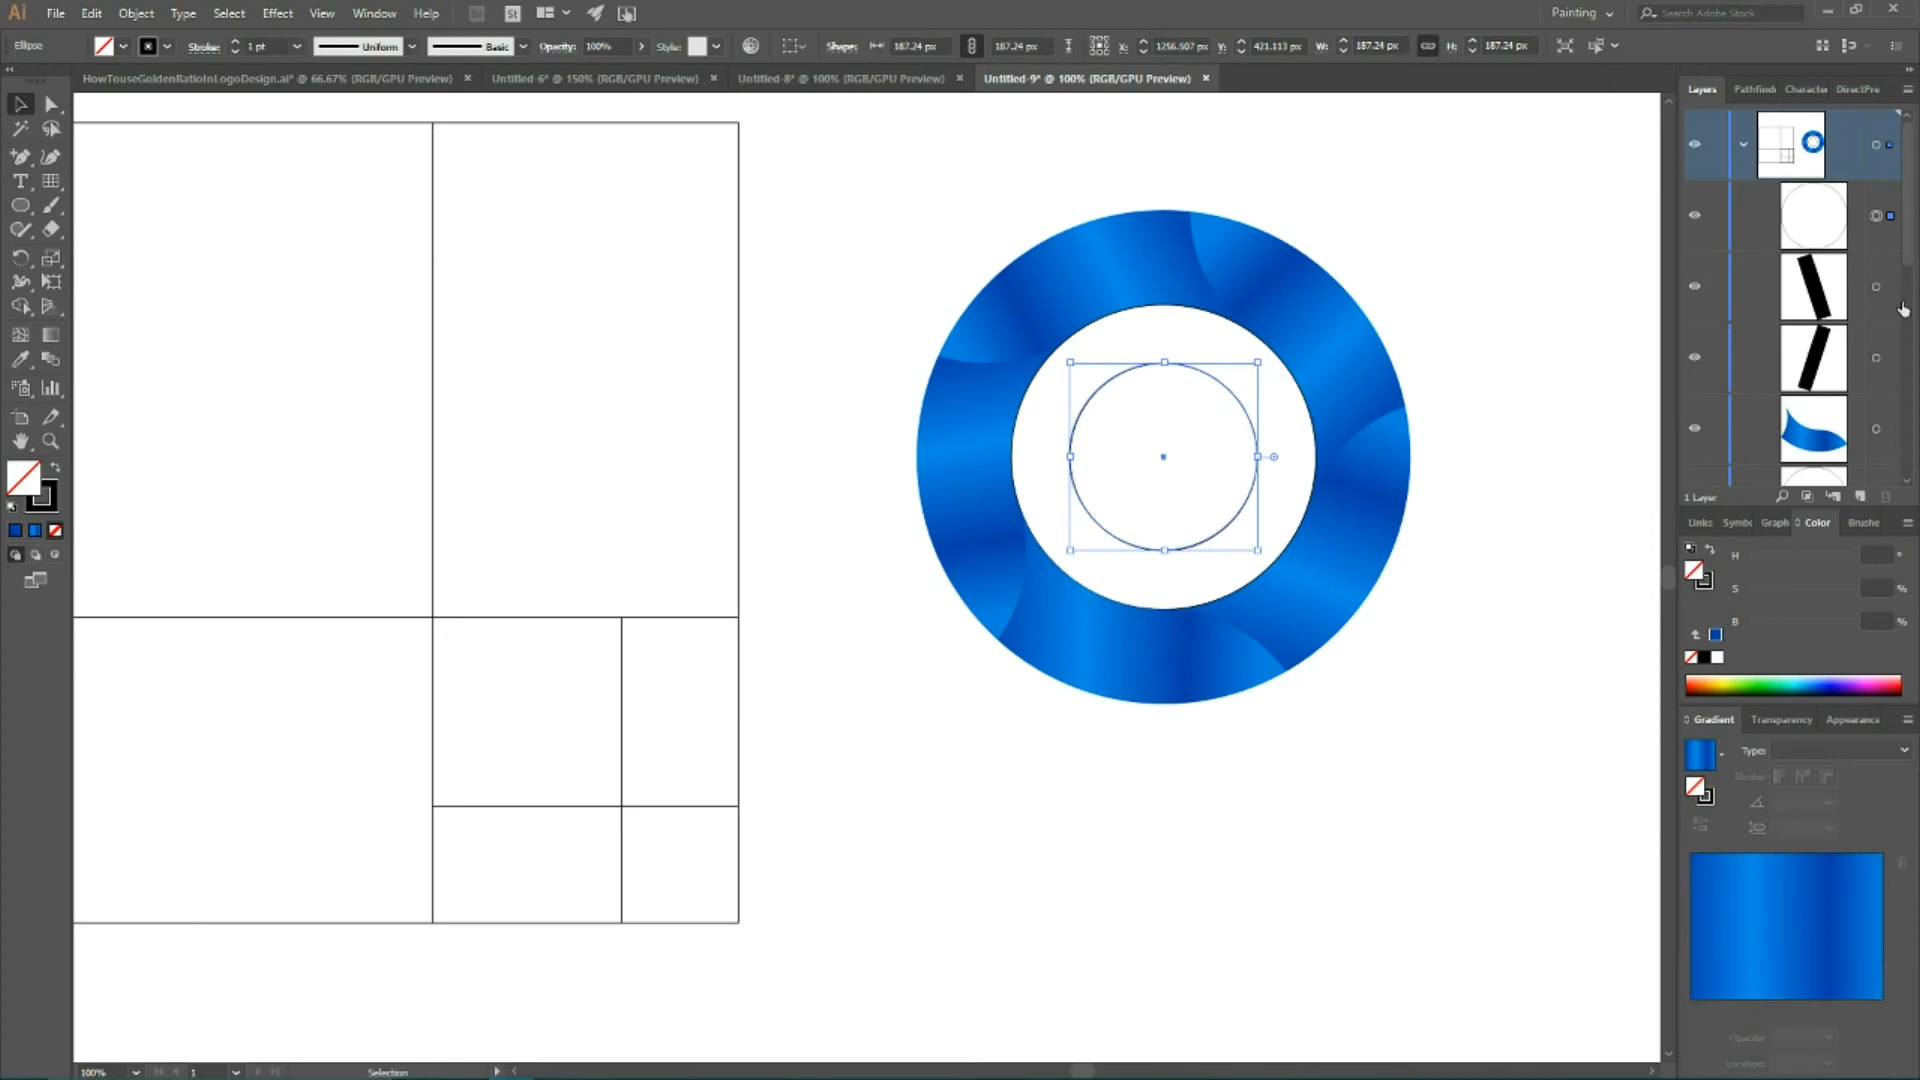 Ai File Edit Object Type Select Effect View Window Help Br St Painting Search Adobe Stock
Ellipse Stroke: 1 pt Uniform Basic Opacity: 100% Style: Shape: 187.24 px 187.24 px X: 1256.507 px Y: 421.113 px W: 187.24 px H: 187.24 px
HowTouseGoldenRatioInLogoDesign.ai* @ 66.67% (RGB/GPU Preview) Untitled-6* @ 150% (RGB/GPU Preview) Untitled-8* @ 100% (RGB/GPU Preview) Untitled-9* @ 100% (RGB/GPU Preview)
Layers Pathfind Character DirectPre
1 Layer
Links Symbo Graph Color Brushe
H °
S %
B %
Gradient Transparency Appearance
Type:
Stroke:
Opacity:
Location:
100% 1 Selection